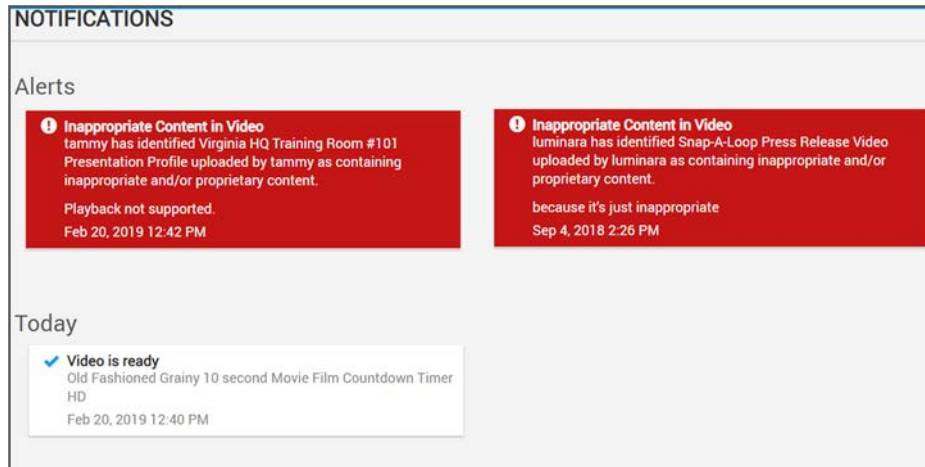 NOTIFICATIONS
Alerts
Inappropriate Content in Video
tammy has identified Virginia HQ Training Room #101
Presentation Profile uploaded by tammy as containing
inappropriate and/or proprietary content.
Playback not supported.
Feb 20, 2019 12:42 PM
Inappropriate Content in Video
luminara has identified Snap-A-Loop Press Release Video
uploaded by luminara as containing inappropriate and/or
proprietary content.
because it's just inappropriate
Sep 4, 2018 2:26 PM
Today
Video is ready
Old Fashioned Grainy 10 second Movie Film Countdown Timer
HD
Feb 20, 2019 12:40 PM